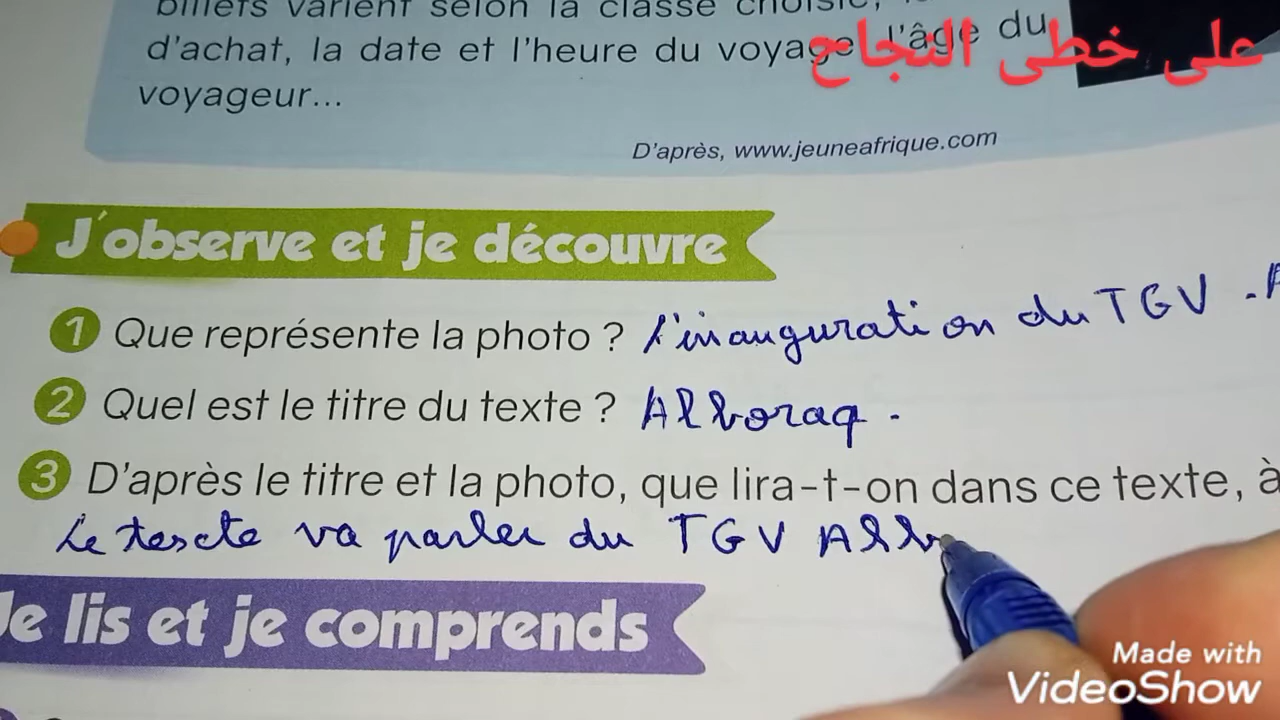 billets varient selon la classe choisie,
d'achat, la date et l'heure du voyage, l'âge du
على خطى النجاح
voyageur...
D'après, www.jeuneafrique.com
J'observe et je découvre
1 Que représente la photo ? l'inauguration du TGV -
2 Quel est le titre du texte ? Alboraq .
3 D'après le titre et la photo, que lira-t-on dans ce texte, à
Le texte va parler du TGV Alb
Je lis et je comprends
Made with
VideoShow